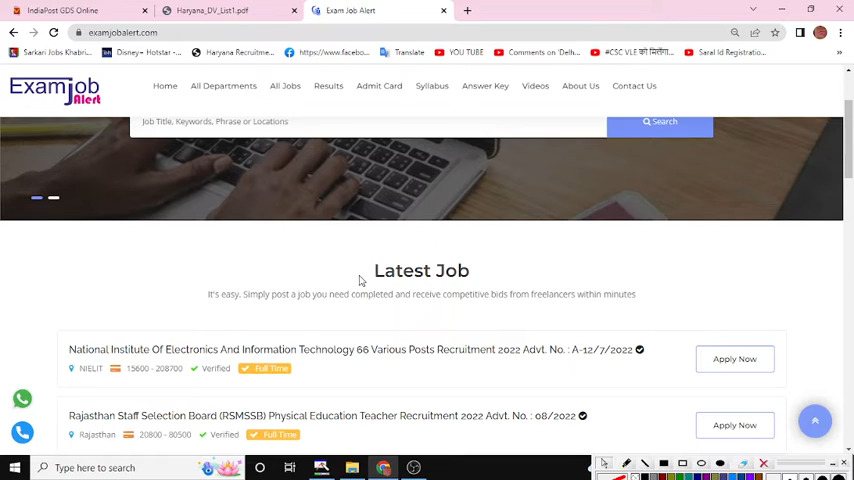 IndiaPost GDS Online
Haryana_DV_List1.pdf
Exam Job Alert
examjobalert.com
Sarkari Jobs Khabri...
Disney+ Hotstar -...
Haryana Recruitme...
https://www.facebo...
Translate
YOU TUBE
Comments on 'Delh...
#CSC VLE को मिलेंगा...
Saral Id Registratio...
»
ExamJob Alert
Home
All Departments
All Jobs
Results
Admit Card
Syllabus
Answer Key
Videos
About Us
Contact Us
Job Title, Keywords, Phrase or Locations
Search
Latest Job
It's easy. Simply post a job you need completed and receive competitive bids from freelancers within minutes
National Institute Of Electronics And Information Technology 66 Various Posts Recruitment 2022 Advt. No. : A-12/7/2022
Apply Now
NIELIT 15600 - 208700 Verified Full Time
Rajasthan Staff Selection Board (RSMSSB) Physical Education Teacher Recruitment 2022 Advt. No. : 08/2022
Apply Now
Rajasthan 20800 - 80500 Verified Full Time
Type here to search